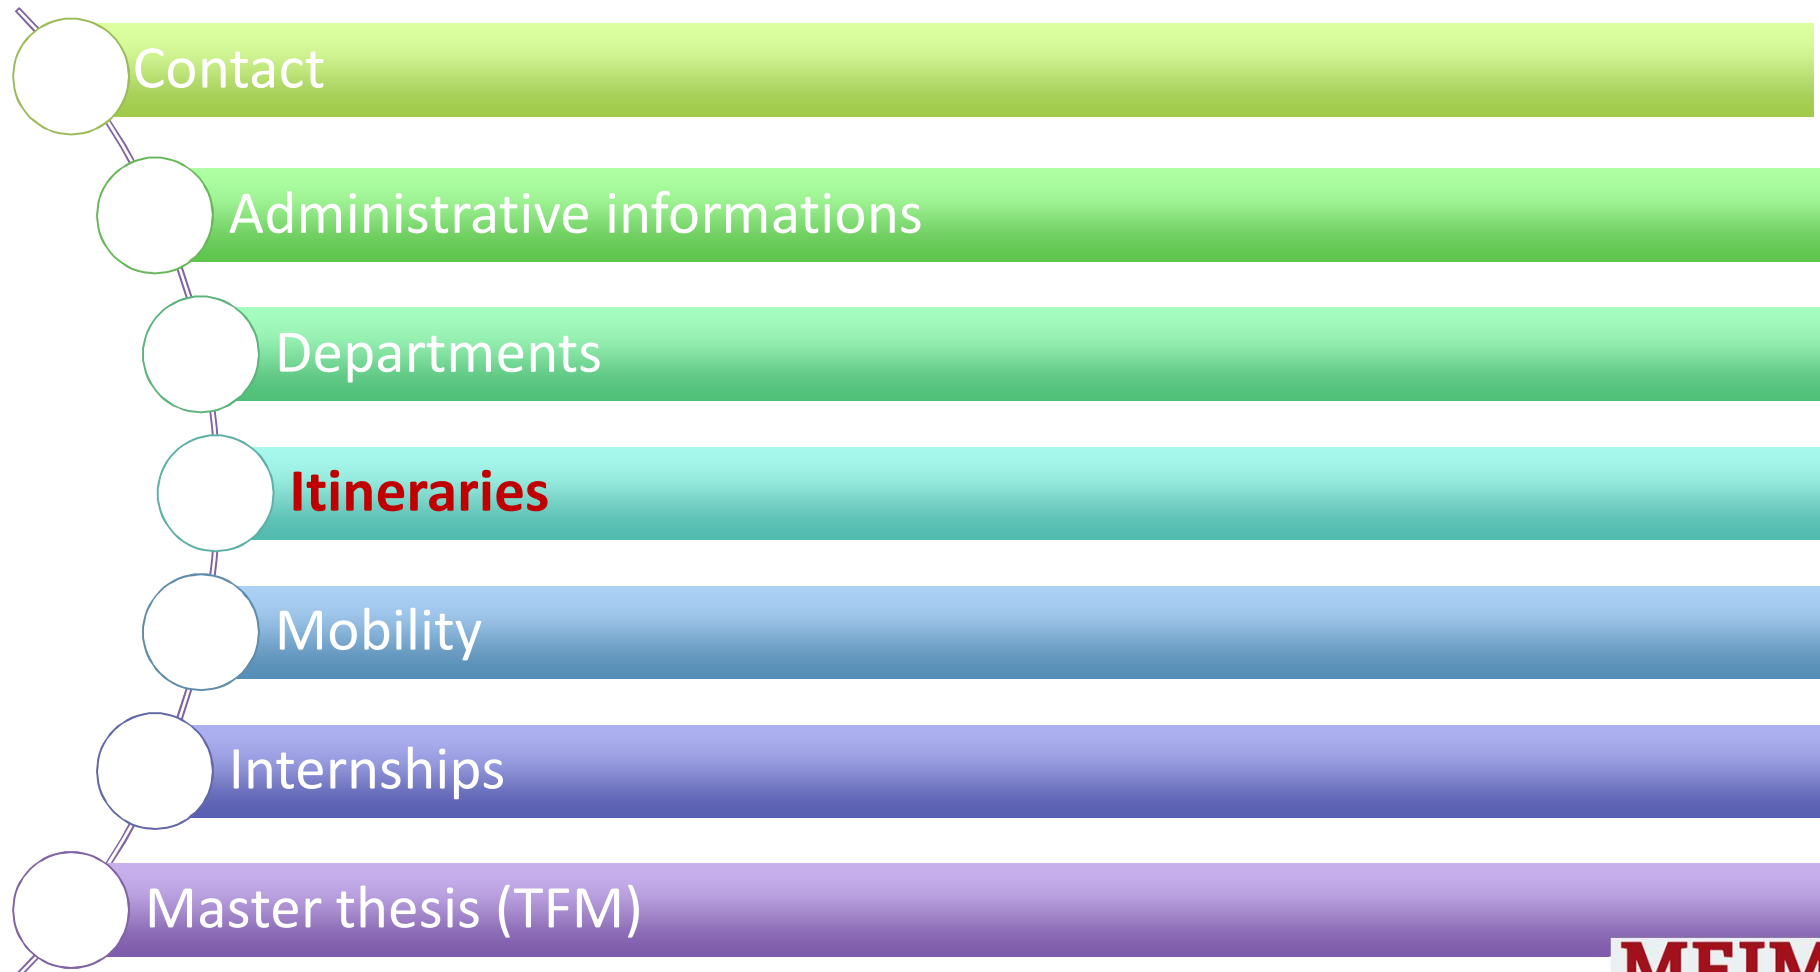 Contact
Administrative informations
Departments
Itineraries
Mobility
Internships
Master thesis (TFM)